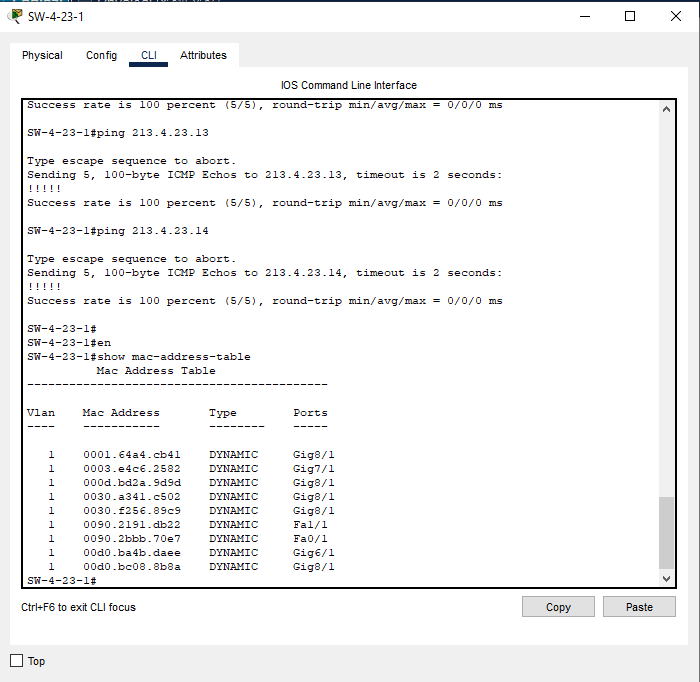 SW-4-23-1
Physical Config CLI Attributes
IOS Command Line Interface
Success rate is 100 percent (5/5), round-trip min/avg/max = 0/0/0 ms
SW-4-23-1#ping 213.4.23.13
Type escape sequence to abort.
Sending 5, 100-byte ICMP Echos to 213.4.23.13, timeout is 2 seconds:
!!!!!
Success rate is 100 percent (5/5), round-trip min/avg/max = 0/0/0 ms
SW-4-23-1#ping 213.4.23.14
Type escape sequence to abort.
Sending 5, 100-byte ICMP Echos to 213.4.23.14, timeout is 2 seconds:
!!!!!
Success rate is 100 percent (5/5), round-trip min/avg/max = 0/0/0 ms
SW-4-23-1#
SW-4-23-1#en
SW-4-23-1#show mac-address-table
Mac Address Table
-------------------------------------------
Vlan Mac Address Type Ports
---- ----------- -------- -----
1 0001.64a4.cb41 DYNAMIC Gig8/1
1 0003.e4c6.2582 DYNAMIC Gig7/1
1 000d.bd2a.9d9d DYNAMIC Gig8/1
1 0030.a341.c502 DYNAMIC Gig8/1
1 0030.f256.89c9 DYNAMIC Gig8/1
1 0090.2191.db22 DYNAMIC Fa1/1
1 0090.2bbb.70e7 DYNAMIC Fa0/1
1 00d0.ba4b.daee DYNAMIC Gig6/1
1 00d0.bc08.8b8a DYNAMIC Gig8/1
SW-4-23-1#
Ctrl+F6 to exit CLI focus Copy Paste
Top